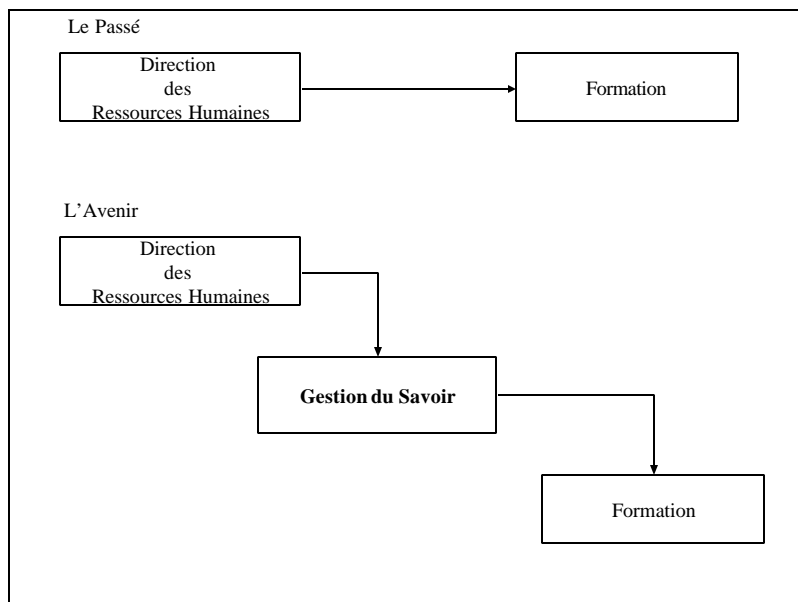 Le Passé
Direction
des
Ressources Humaines
Formation
L'Avenir
Direction
des
Ressources Humaines
Gestion du Savoir
Formation